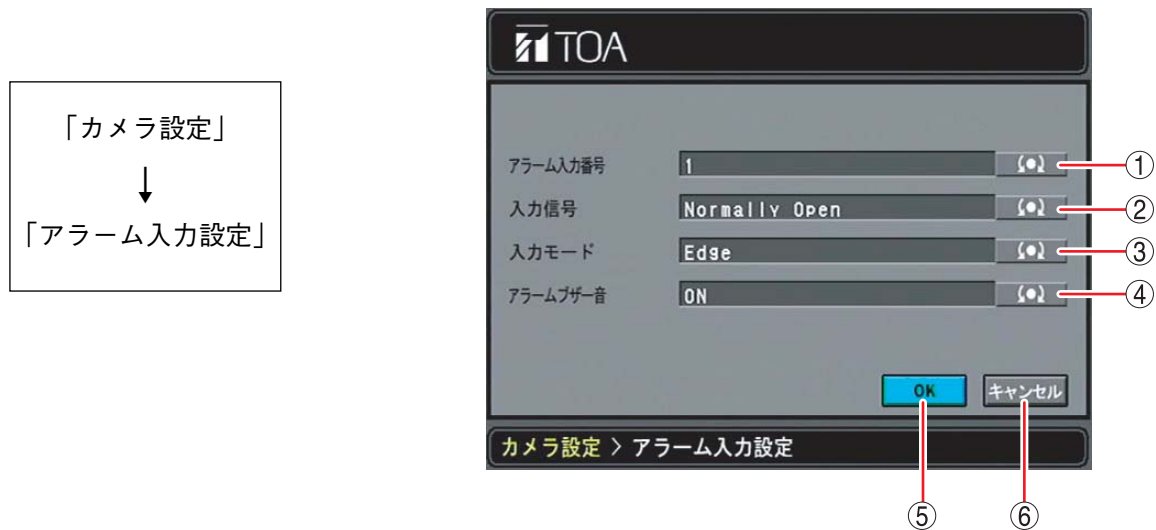 「カメラ設定」
↓
「アラーム入力設定」
TOA
アラーム入力番号 1 ①
入力信号 Normally Open ②
入力モード Edge ③
アラームブザー音 ON ④
OK キャンセル
カメラ設定 > アラーム入力設定
⑤ ⑥